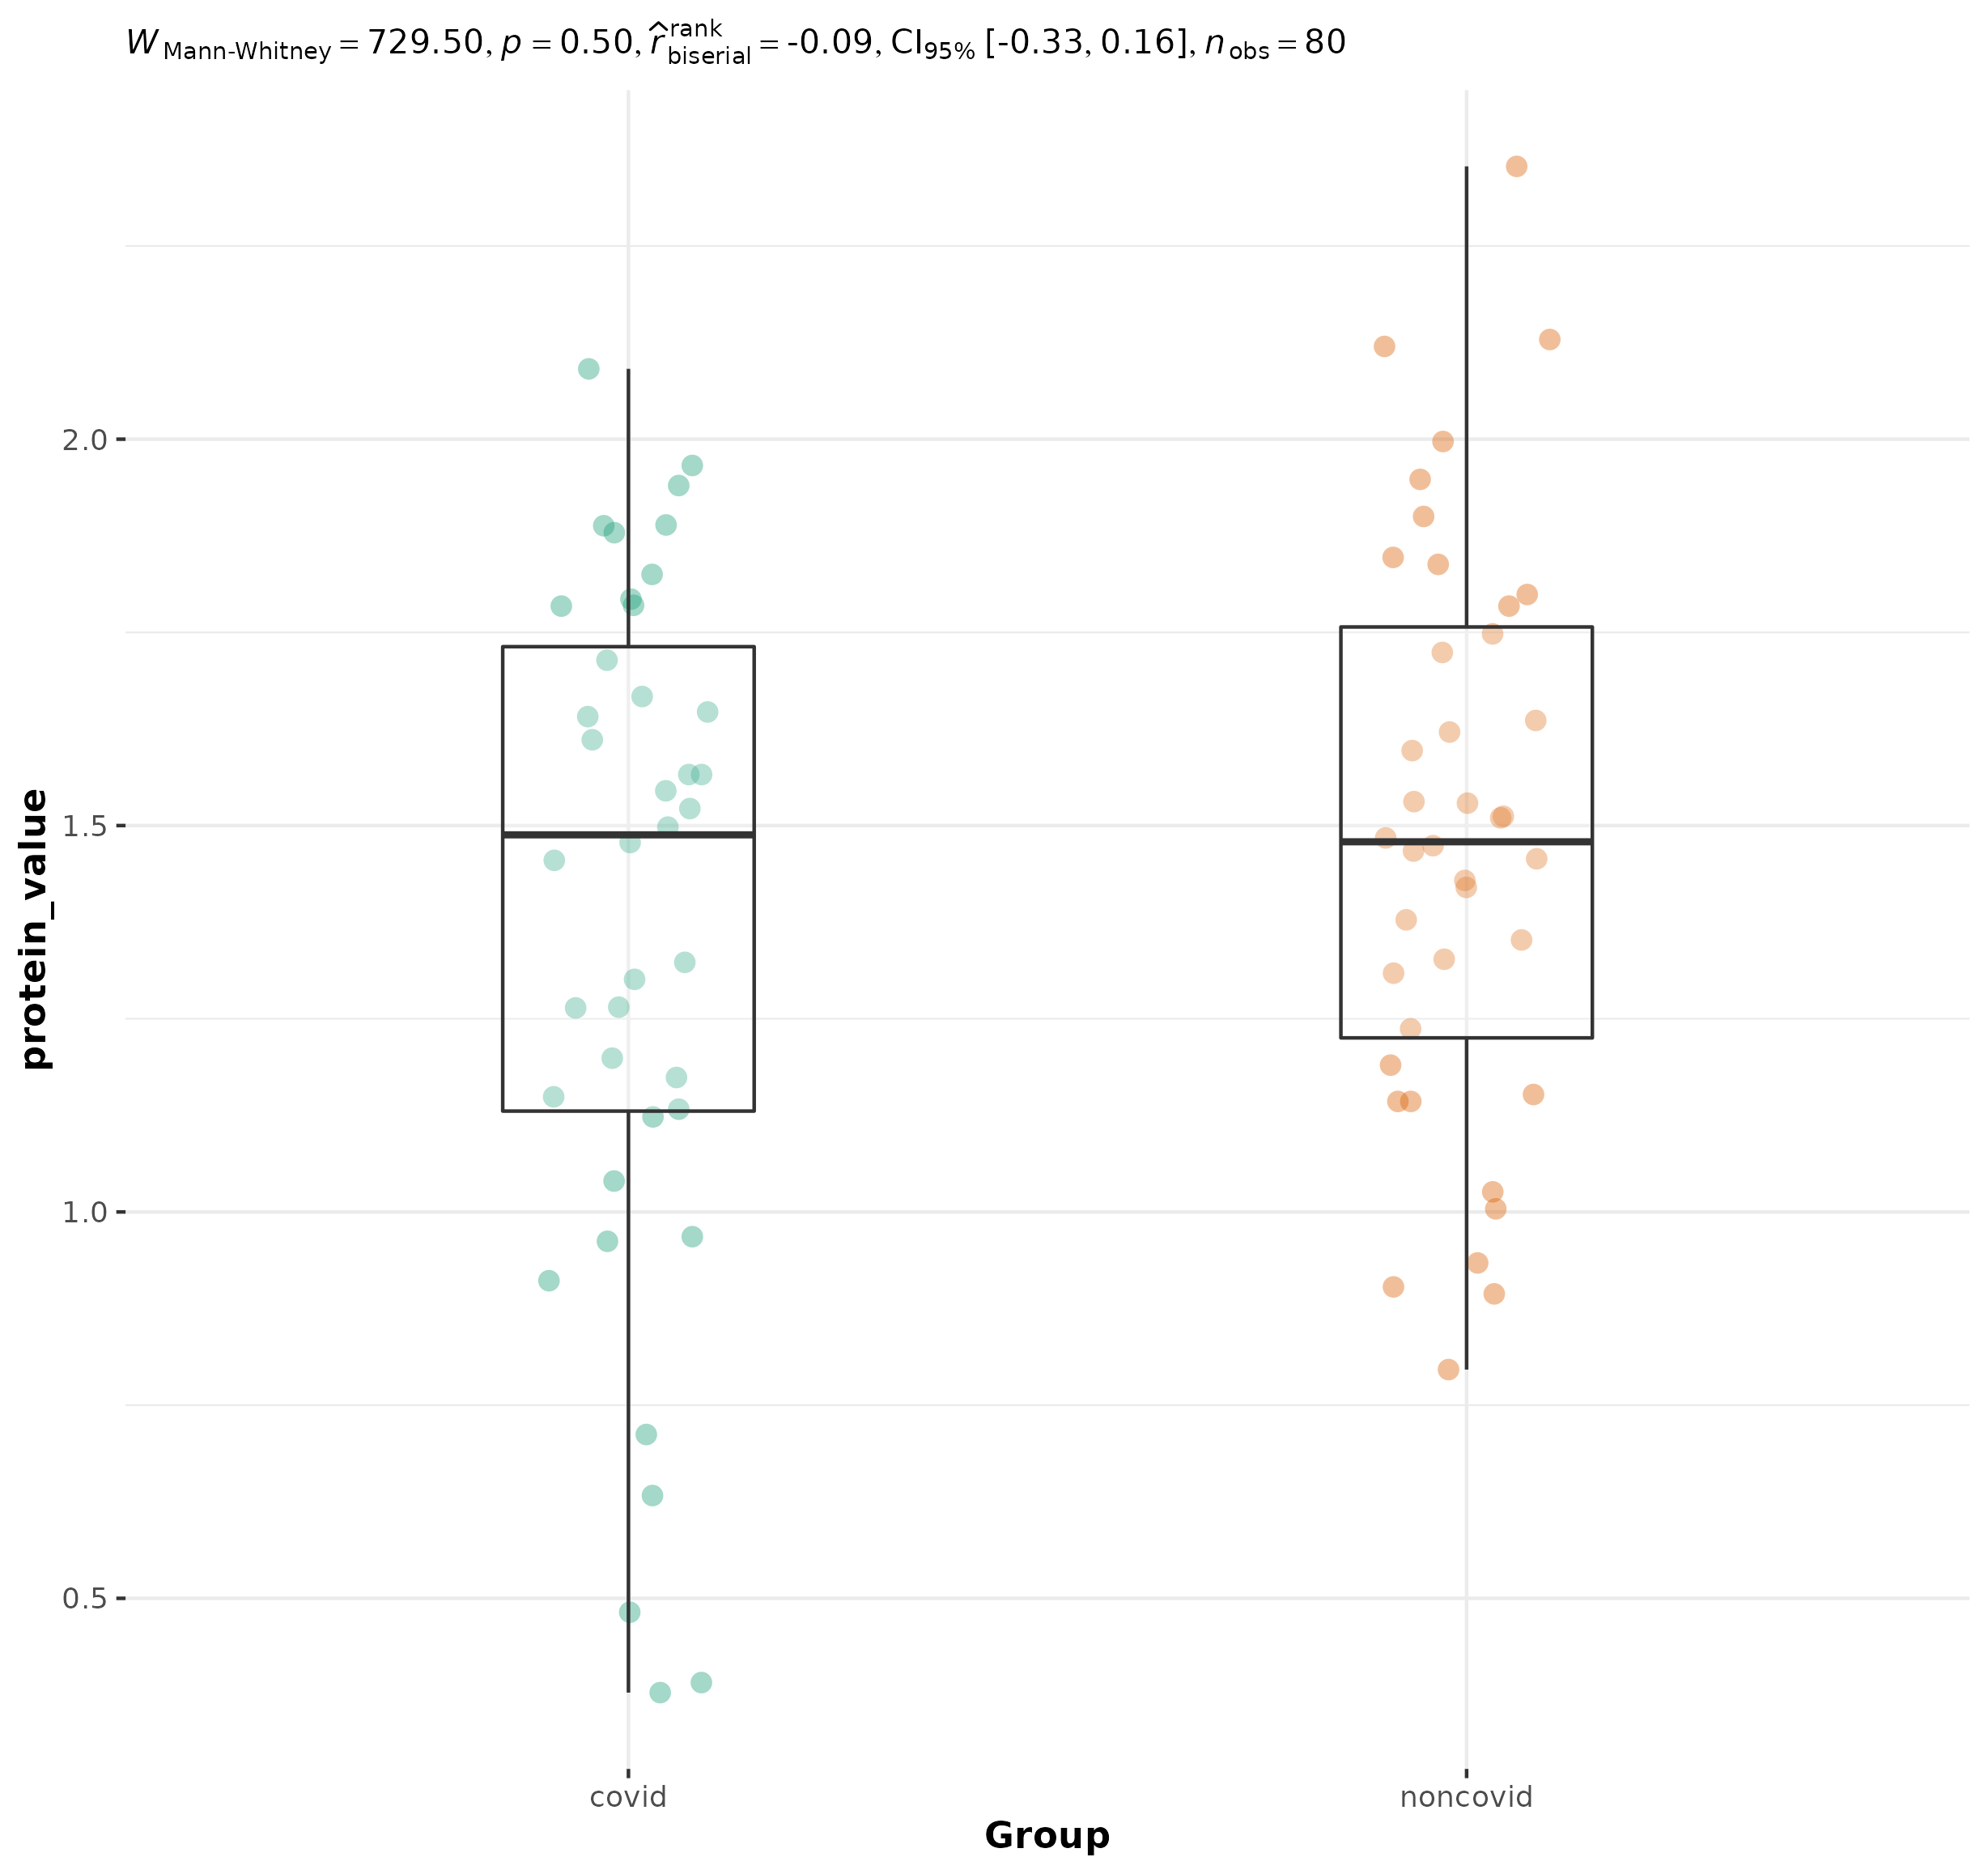 W Mann-Whitney = 729.50, p = 0.50, r̂ rank biserial = -0.09, CI95% [-0.33, 0.16], n obs = 80
protein_value
2.0
1.5
1.0
0.5
covid noncovid
Group